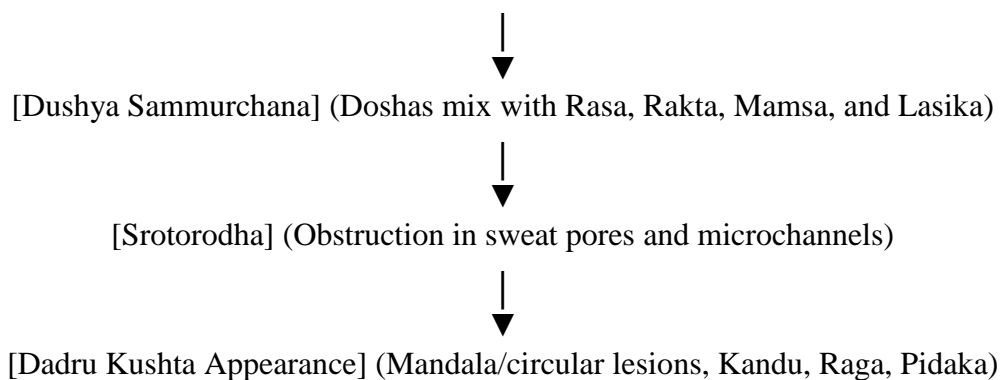 [Dushya Sammurchana] (Doshas mix with Rasa, Rakta, Mamsa, and Lasika)
[Srotorodha] (Obstruction in sweat pores and microchannels)
[Dadru Kushta Appearance] (Mandala/circular lesions, Kandu, Raga, Pidaka)